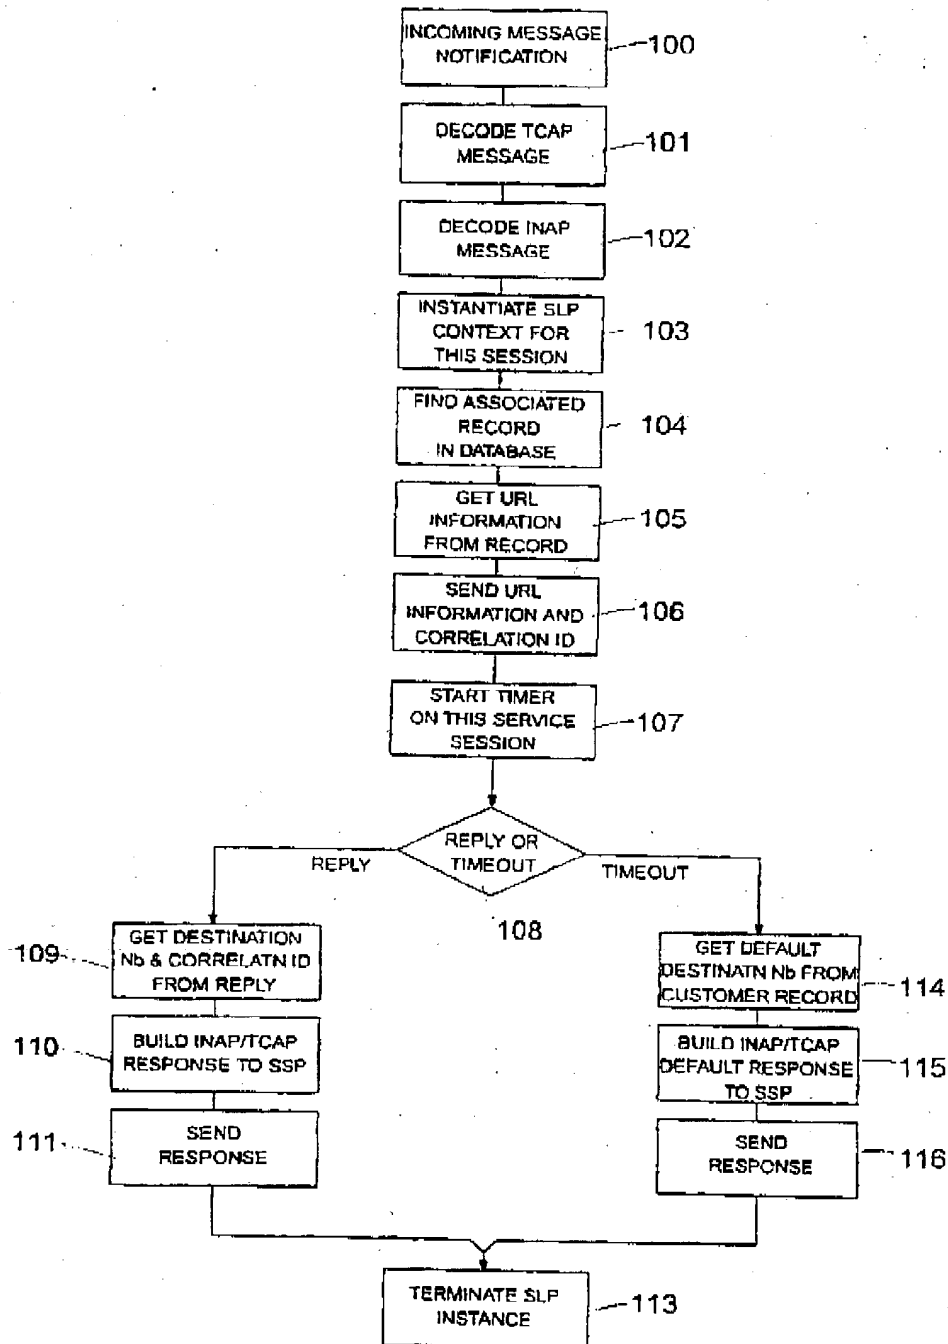 INCOMING MESSAGE
NOTIFICATION
100
DECODE TCAP
MESSAGE
101
DECODE INAP
MESSAGE
102
INSTANTIATE SLP
CONTEXT FOR
THIS SESSION
103
FIND ASSOCIATED
RECORD
IN DATABASE
104
GET URL
INFORMATION
FROM RECORD
105
SEND URL
INFORMATION AND
CORRELATION ID
106
START TIMER
ON THIS SERVICE
SESSION
107
REPLY OR
TIMEOUT
108
REPLY
TIMEOUT
109
GET DESTINATION
Nb & CORRELATN ID
FROM REPLY
110
BUILD INAP/TCAP
RESPONSE TO SSP
111
SEND
RESPONSE
GET DEFAULT
DESTINATN Nb FROM
CUSTOMER RECORD
114
BUILD INAP/TCAP
DEFAULT RESPONSE
TO SSP
115
SEND
RESPONSE
116
TERMINATE SLP
INSTANCE
113